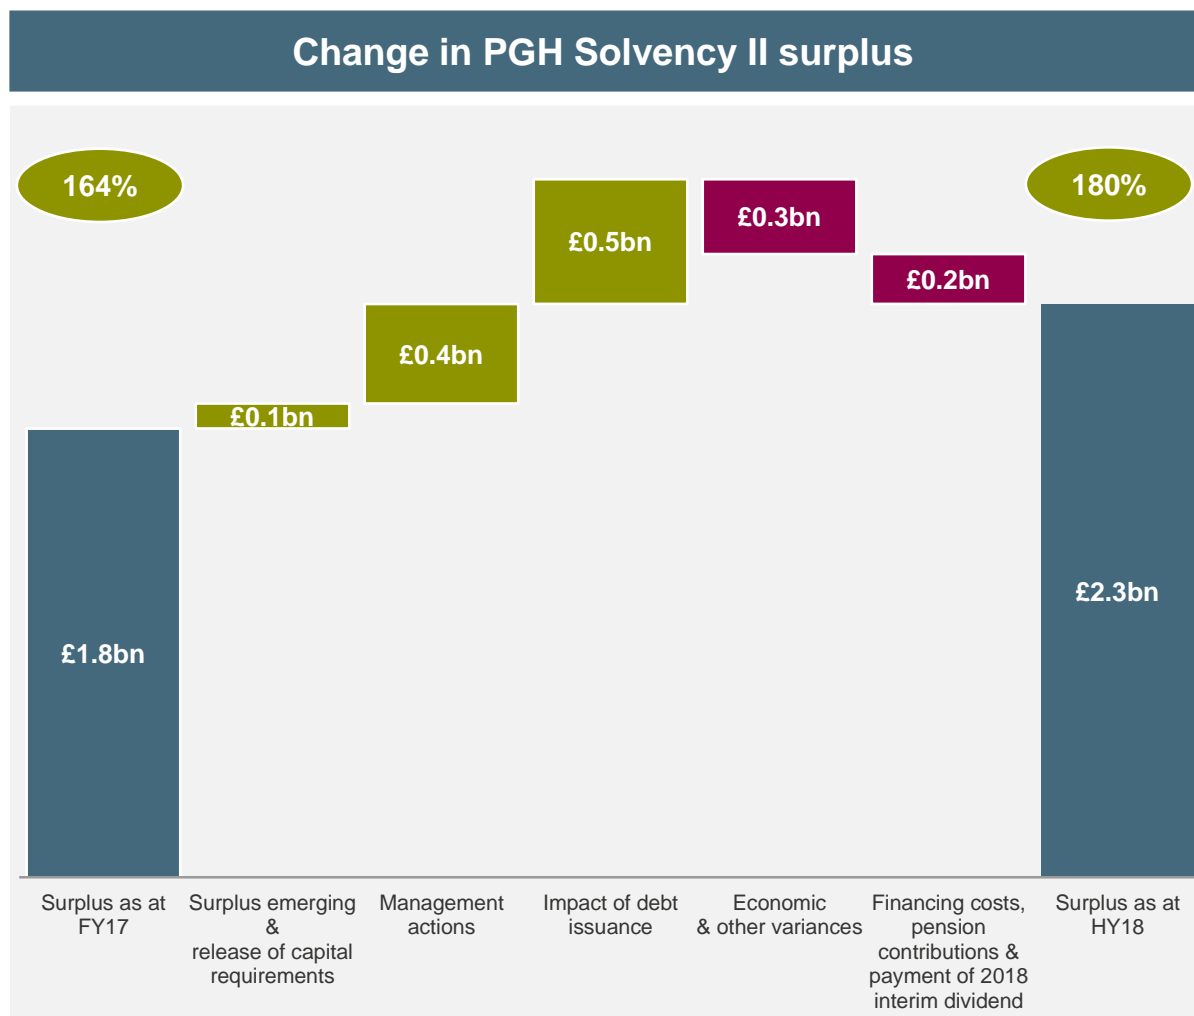 Change in PGH Solvency II surplus
164%
180%
£0.5bn
£0.3bn
£0.2bn
£0.4bn
£0.1bn
£2.3bn
£1.8bn
Surplus as at
FY17
Surplus emerging
&
release of capital
requirements
Management
actions
Impact of debt
issuance
Economic
& other variances
Financing costs,
pension
contributions &
payment of 2018
interim dividend
Surplus as at
HY18